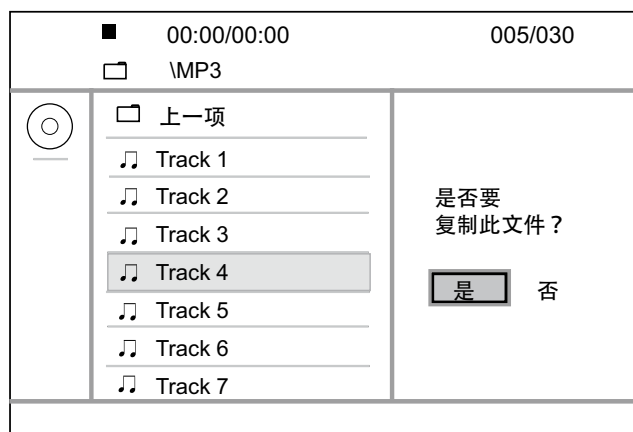 00:00/00:00 005/030
\MP3
上一项
Track 1
Track 2
Track 3
Track 4
Track 5
Track 6
Track 7
是否要
复制此文件？
是 否